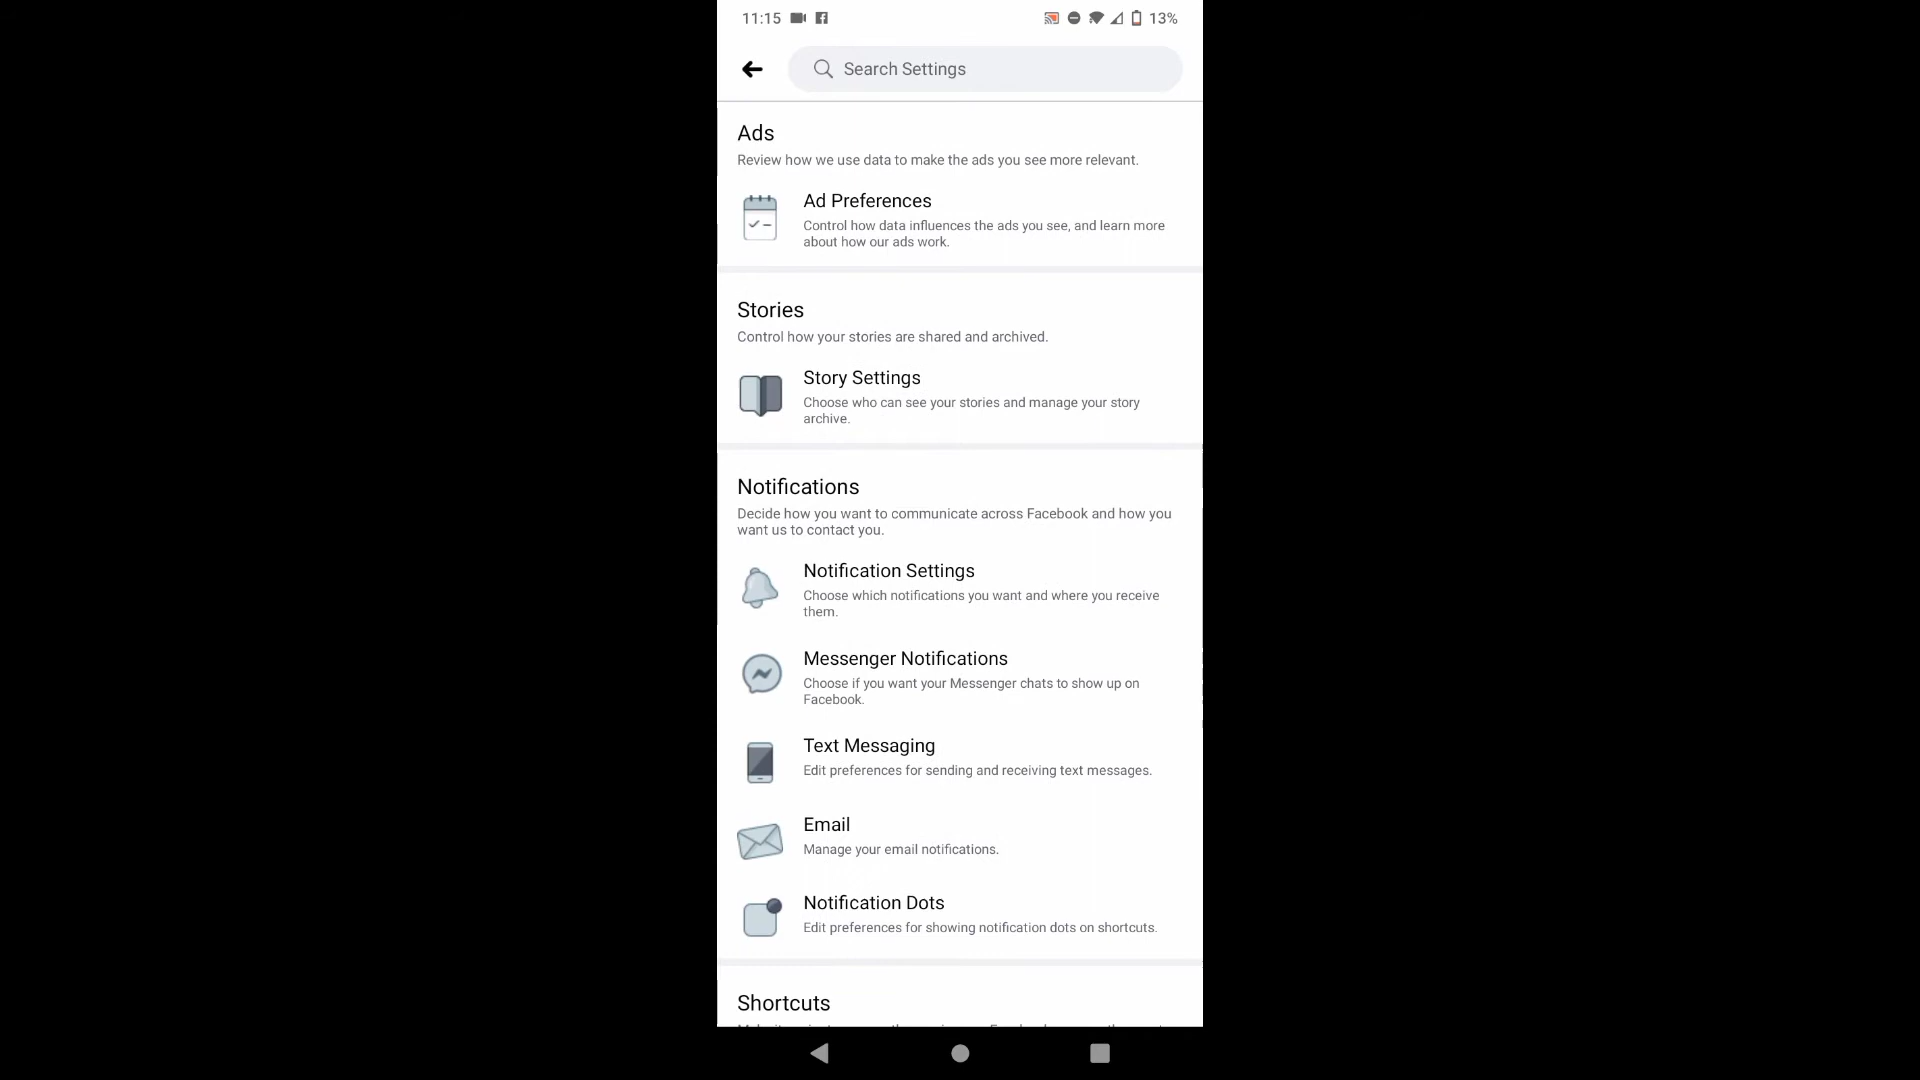 11:15
13%
Search Settings
Ads
Review how we use data to make the ads you see more relevant.
Ad Preferences
Control how data influences the ads you see, and learn more
about how our ads work.
Stories
Control how your stories are shared and archived.
Story Settings
Choose who can see your stories and manage your story
archive.
Notifications
Decide how you want to communicate across Facebook and how you
want us to contact you.
Notification Settings
Choose which notifications you want and where you receive
them.
Messenger Notifications
Choose if you want your Messenger chats to show up on
Facebook.
Text Messaging
Edit preferences for sending and receiving text messages.
Email
Manage your email notifications.
Notification Dots
Edit preferences for showing notification dots on shortcuts.
Shortcuts